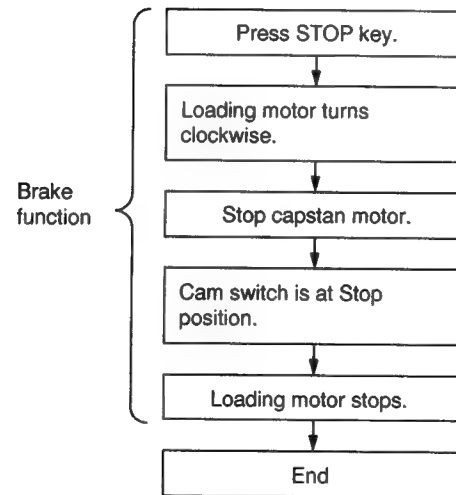 Press STOP key.
Loading motor turns
clockwise.
Brake
function
Stop capstan motor.
Cam switch is at Stop
position.
Loading motor stops.
End